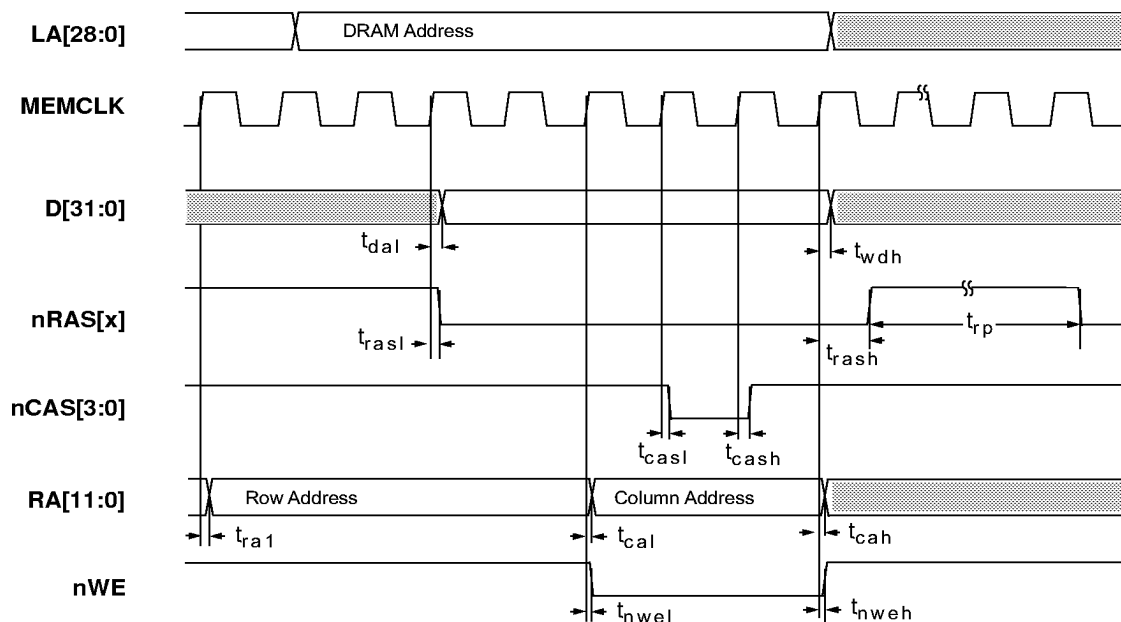 LA[28:0]
DRAM Address
MEMCLK
D[31:0]
tdal
twdh
nRAS[x]
trp
trasl
trash
nCAS[3:0]
tcasl
tcash
RA[11:0]
Row Address
Column Address
tra1
tcal
tcah
nWE
tnwel
tnweh